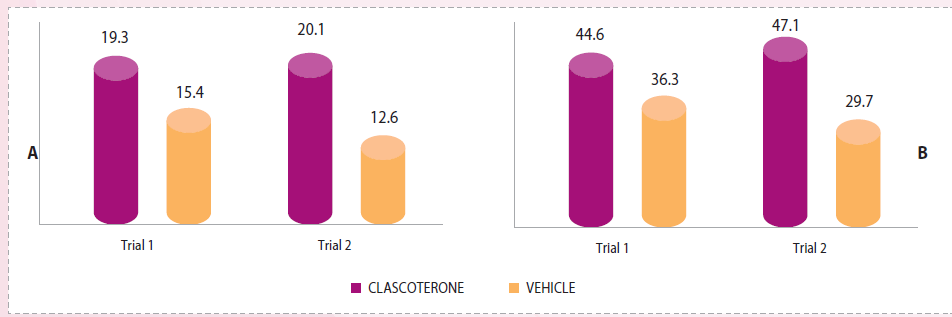 A
19.3
15.4
20.1
12.6
Trial 1
Trial 2
44.6
36.3
47.1
29.7
B
Trial 1
Trial 2
CLASCOTERONE
VEHICLE